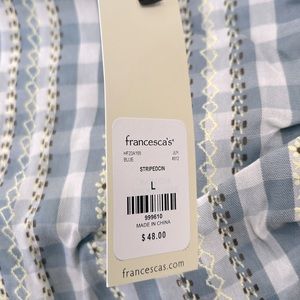 francesca's®
BLUE
STRIPEDON
L
999610
MADE IN CHINA
$ 48.00
francescas.com